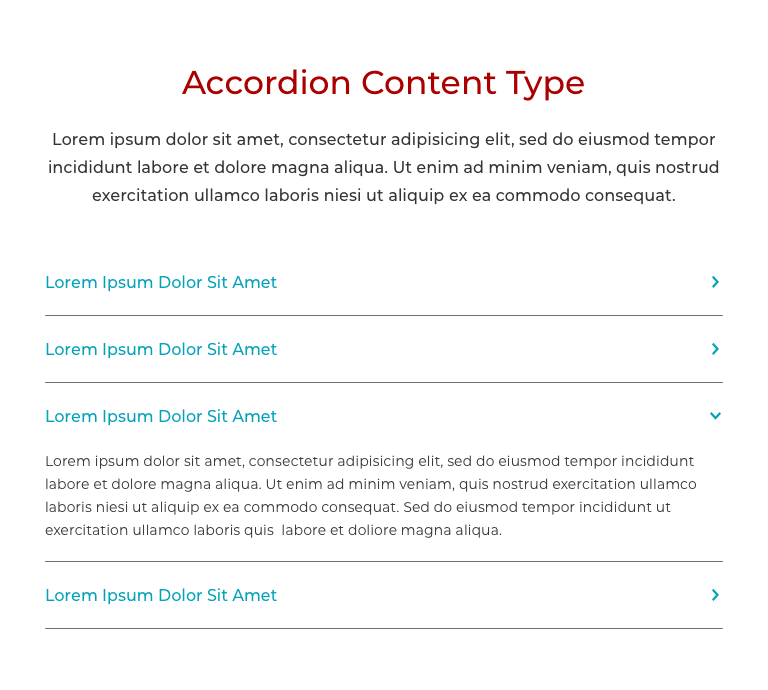 Accordion Content Type
Lorem ipsum dolor sit amet, consectetur adipisicing elit, sed do eiusmod tempor
incididunt labore et dolore magna aliqua. Ut enim ad minim veniam, quis nostrud
exercitation ullamco laboris niesi ut aliquip ex ea commodo consequat.
Lorem Ipsum Dolor Sit Amet
Lorem Ipsum Dolor Sit Amet
Lorem Ipsum Dolor Sit Amet
Lorem ipsum dolor sit amet, consectetur adipisicing elit, sed do eiusmod tempor incididunt
labore et dolore magna aliqua. Ut enim ad minim veniam, quis nostrud exercitation ullamco
laboris niesi ut aliquip ex ea commodo consequat. Sed do eiusmod tempor incididunt ut
exercitation ullamco laboris quis  labore et doliore magna aliqua.
Lorem Ipsum Dolor Sit Amet